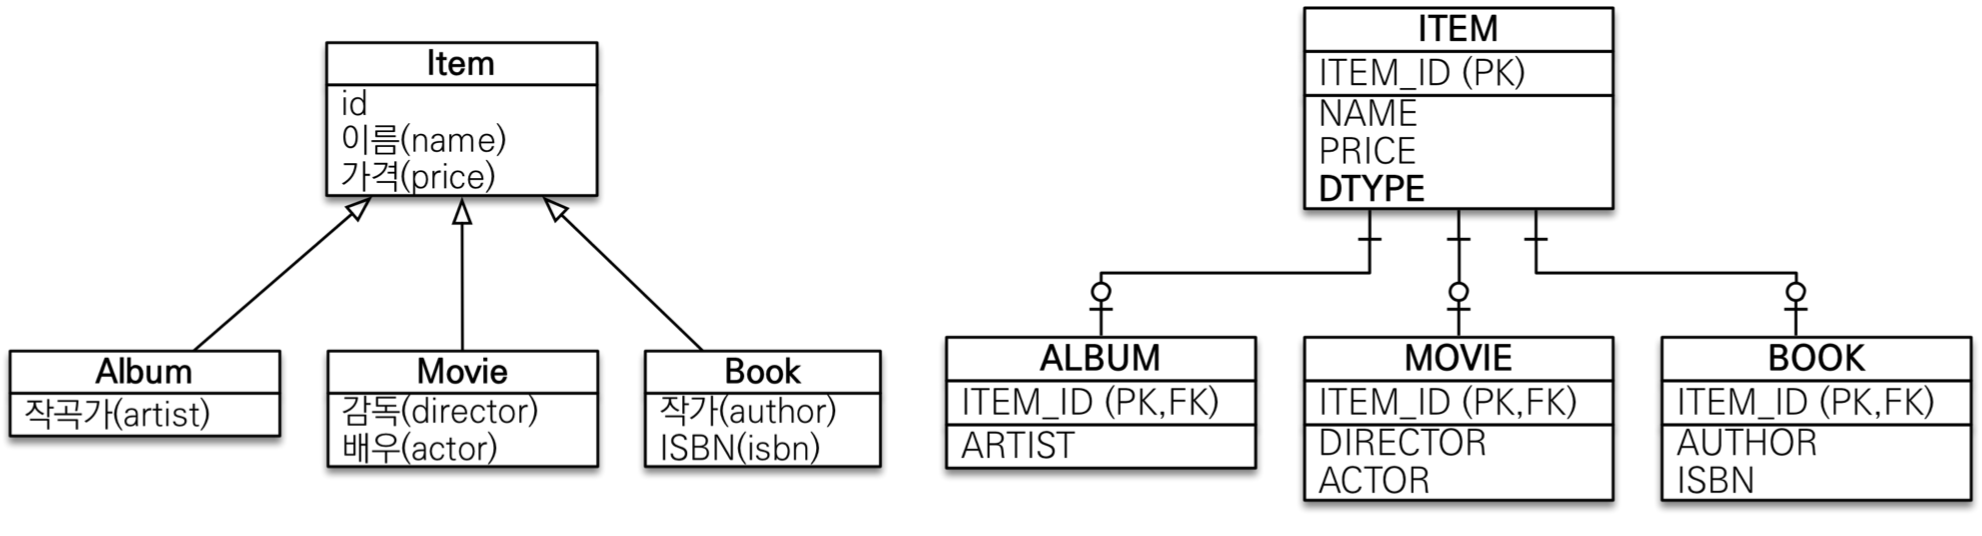 Item
id
이름(name)
가격(price)
Album
작곡가(artist)
Movie
감독(director)
배우(actor)
Book
작가(author)
ISBN(isbn)
ITEM
ITEM_ID (PK)
NAME
PRICE
DTYPE
ALBUM
ITEM_ID (PK,FK)
ARTIST
MOVIE
ITEM_ID (PK,FK)
DIRECTOR
ACTOR
BOOK
ITEM_ID (PK,FK)
AUTHOR
ISBN